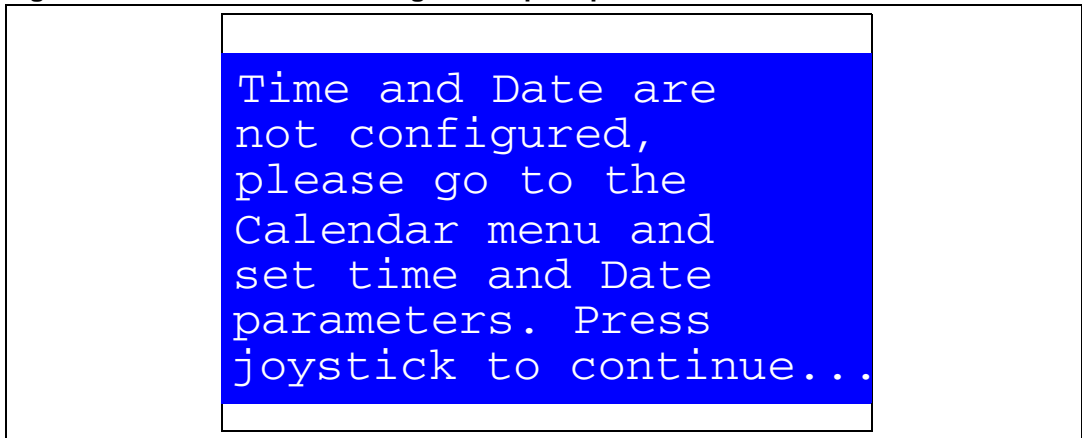 Time and Date are
not configured,
please go to the
Calendar menu and
set time and Date
parameters. Press
joystick to continue...